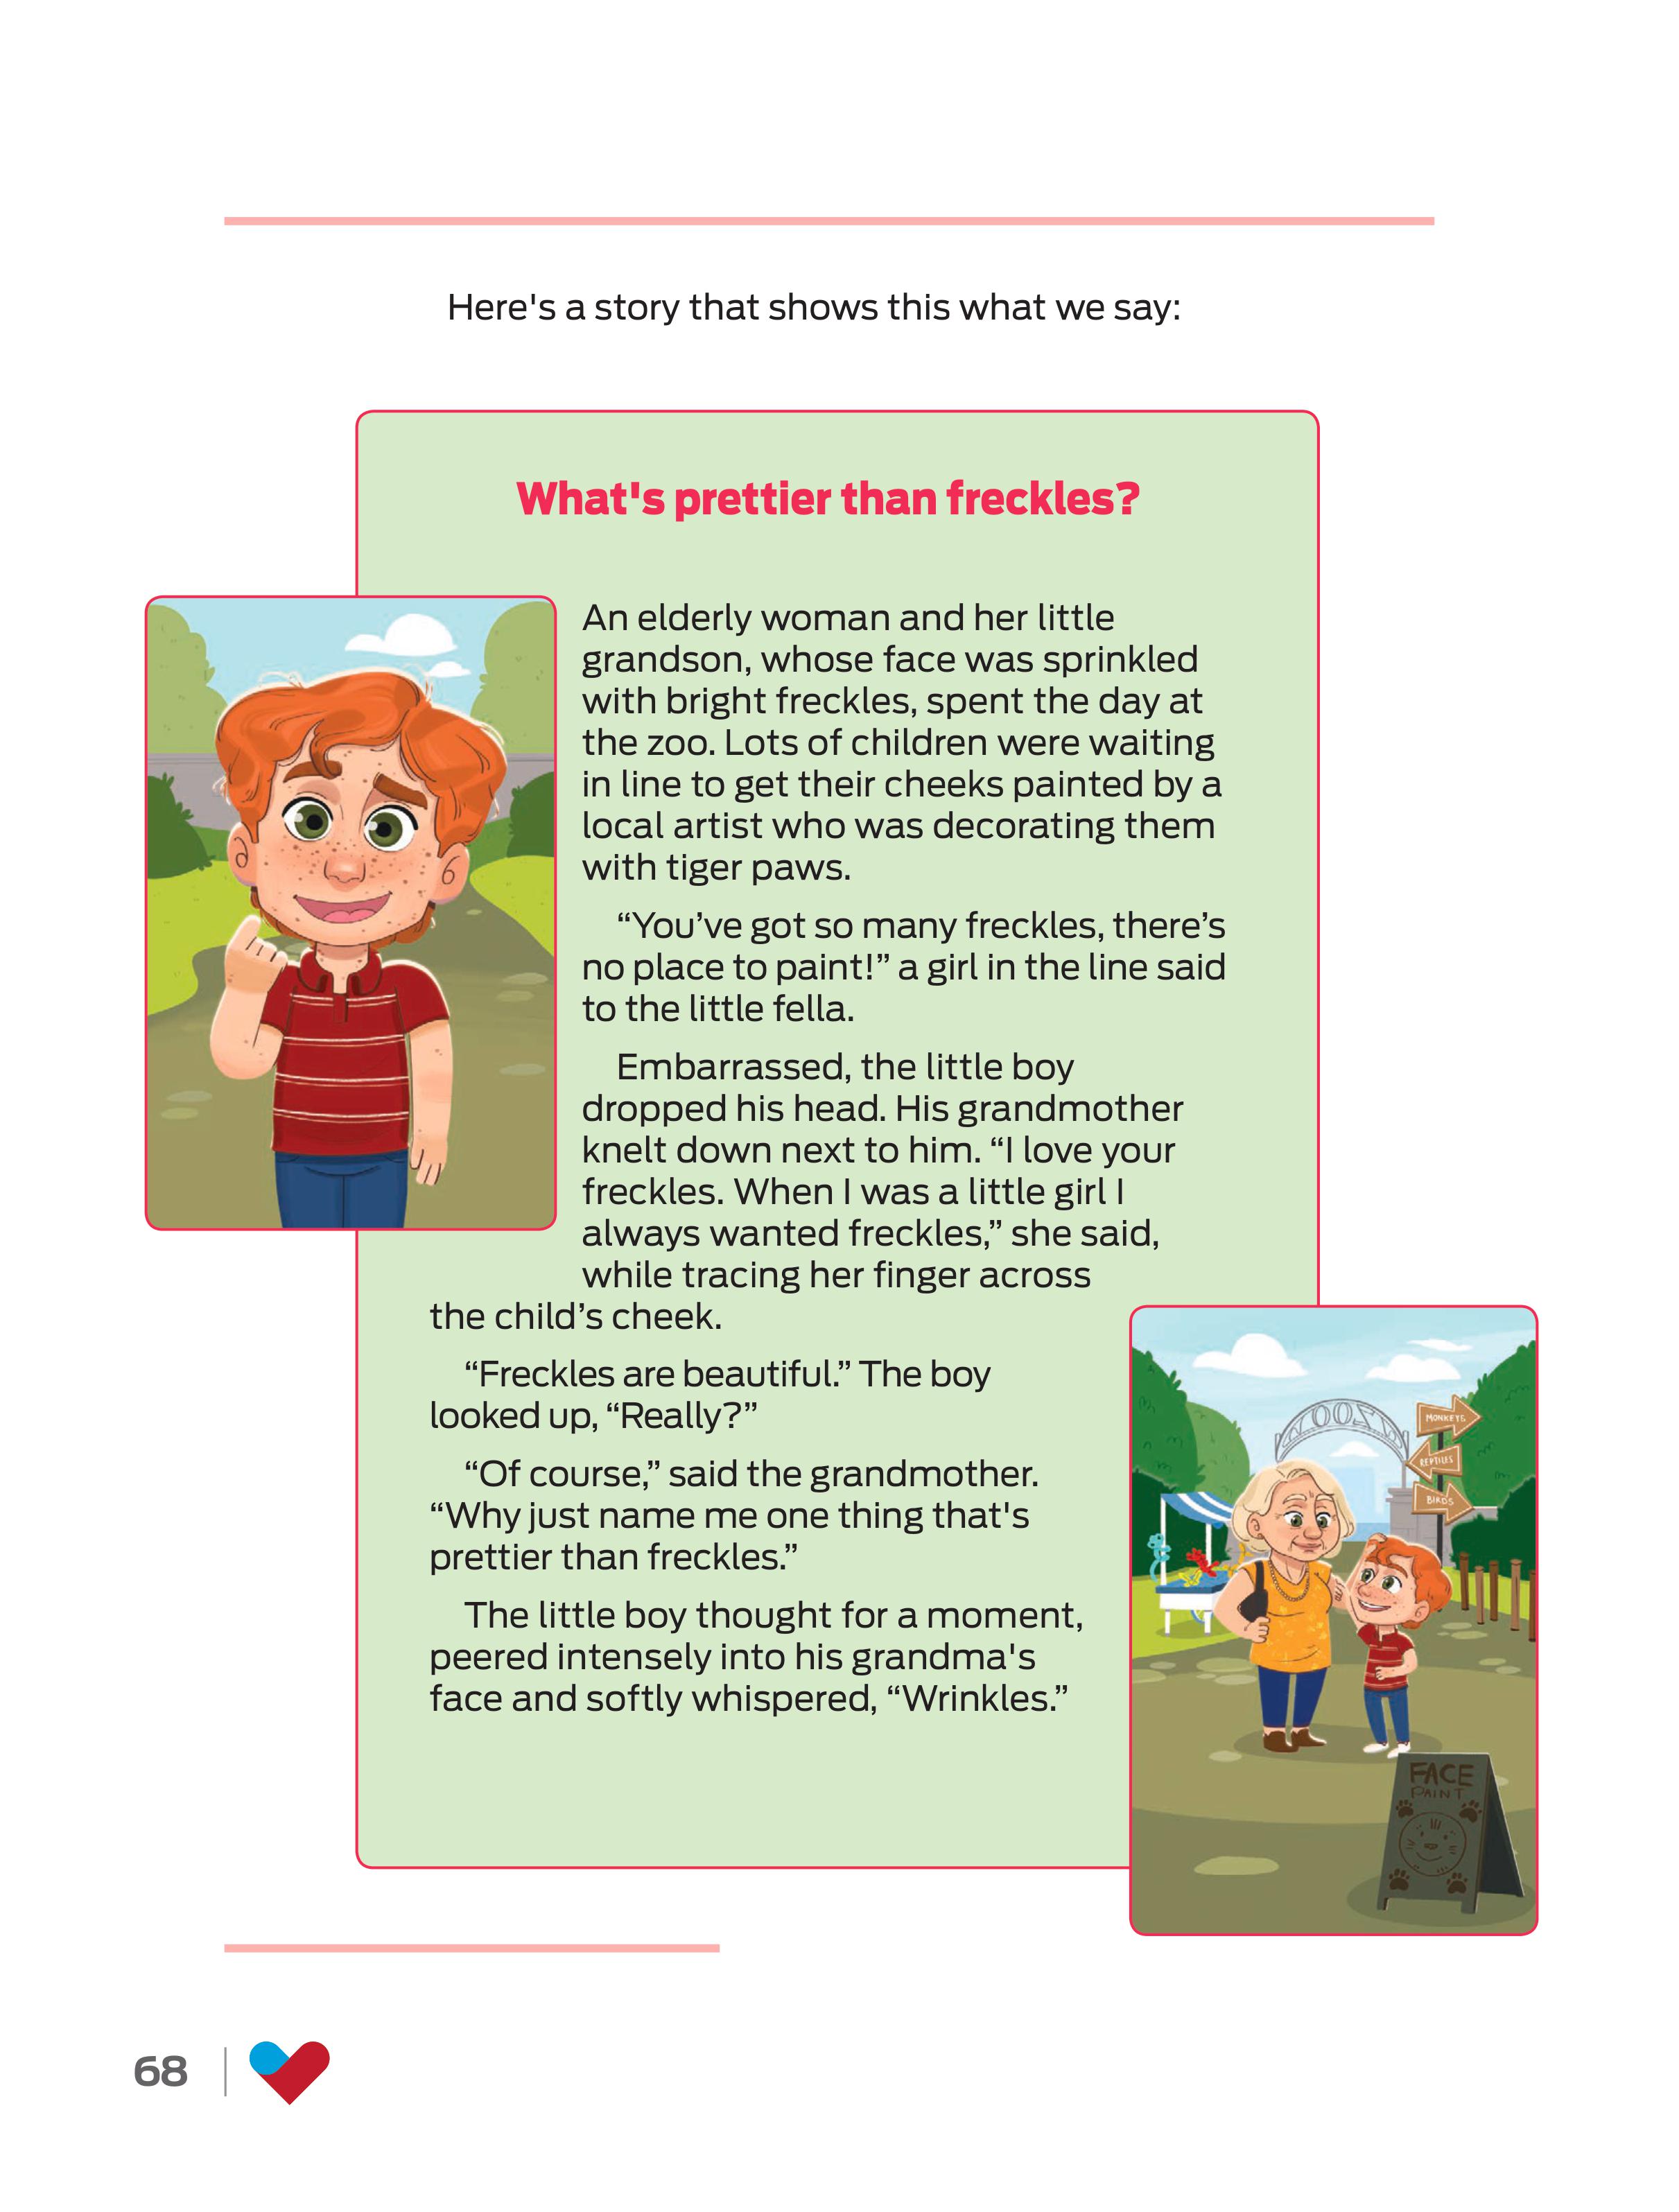 Here's a story that shows this what we say:
What's prettier than freckles?
An elderly woman and her little
grandson, whose face was sprinkled
with bright freckles, spent the day at
the zoo. Lots of children were waiting
in line to get their cheeks painted by a
local artist who was decorating them
with tiger paws.
“You’ve got so many freckles, there’s
no place to paint!” a girl in the line said
to the little fella.
Embarrassed, the little boy
dropped his head. His grandmother
knelt down next to him. “I love your
freckles. When I was a little girl I
always wanted freckles,” she said,
while tracing her finger across
the child’s cheek.
“Freckles are beautiful.” The boy
looked up, “Really?”
“Of course,” said the grandmother.
“Why just name me one thing that's
prettier than freckles.”
The little boy thought for a moment,
peered intensely into his grandma's
face and softly whispered, “Wrinkles.”
ZOO
MONKEYS
REPTILES
BIRDS
FACE
PAINT
68